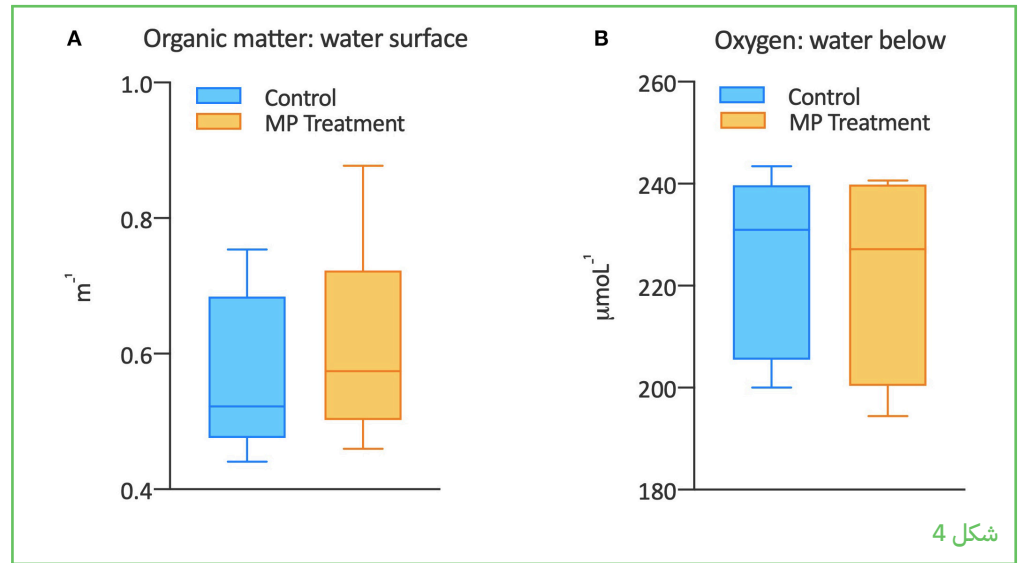 A
Organic matter: water surface
1.0
0.8
0.6
0.4
m⁻¹
Control
MP Treatment
B
Oxygen: water below
260
240
220
200
180
µmoL⁻¹
Control
MP Treatment
شكل 4